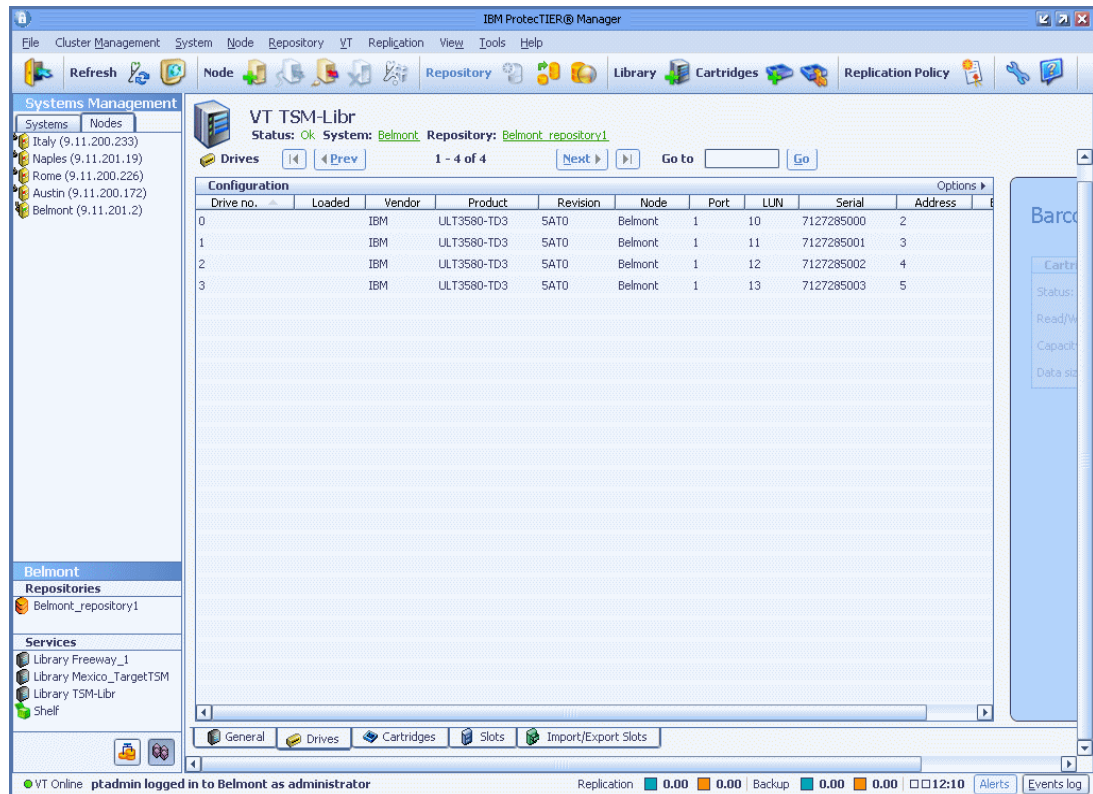 IBM ProtecTIER® Manager
File Cluster Management System Node Repository VT Replication View Tools Help
Refresh Node Repository Library Cartridges Replication Policy
Systems Management
Systems Nodes
Italy (9.11.200.233)
Naples (9.11.201.19)
Rome (9.11.200.226)
Austin (9.11.200.172)
Belmont (9.11.201.2)
Belmont
Repositories
Belmont_repository1
Services
Library Freeway_1
Library Mexico_TargetTSM
Library TSM-Libr
Shelf
VT TSM-Libr
Status: Ok System: Belmont Repository: Belmont_repository1
Drives Prev 1 - 4 of 4 Next Go to Go
Configuration Options
Drive no. Loaded Vendor Product Revision Node Port LUN Serial Address
0 IBM ULT3580-TD3 5AT0 Belmont 1 10 7127285000 2
1 IBM ULT3580-TD3 5AT0 Belmont 1 11 7127285001 3
2 IBM ULT3580-TD3 5AT0 Belmont 1 12 7127285002 4
3 IBM ULT3580-TD3 5AT0 Belmont 1 13 7127285003 5
Barco
Cartri
Status:
Read/W
Capacit
Data siz
General Drives Cartridges Slots Import/Export Slots
VT Online ptadmin logged in to Belmont as administrator Replication 0.00 0.00 Backup 0.00 0.00 12:10 Alerts Events log